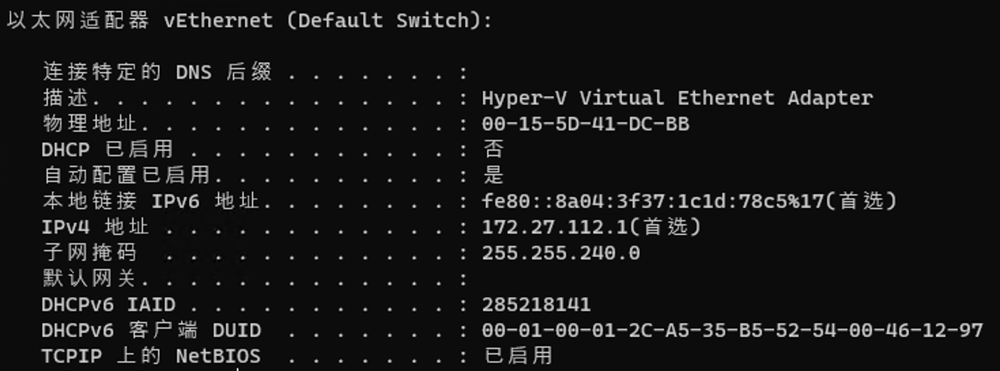 以太网适配器 vEthernet (Default Switch):
连接特定的 DNS 后缀 . . . . . . . :
描述. . . . . . . . . . . . . . . : Hyper-V Virtual Ethernet Adapter
物理地址. . . . . . . . . . . . . : 00-15-5D-41-DC-BB
DHCP 已启用 . . . . . . . . . . . : 否
自动配置已启用. . . . . . . . . . : 是
本地链接 IPv6 地址. . . . . . . . : fe80::8a04:3f37:1c1d:78c5%17(首选)
IPv4 地址 . . . . . . . . . . . . : 172.27.112.1(首选)
子网掩码  . . . . . . . . . . . . : 255.255.240.0
默认网关. . . . . . . . . . . . . :
DHCPv6 IAID . . . . . . . . . . . : 285218141
DHCPv6 客户端 DUID  . . . . . . . : 00-01-00-01-2C-A5-35-B5-52-54-00-46-12-97
TCPIP 上的 NetBIOS  . . . . . . . : 已启用